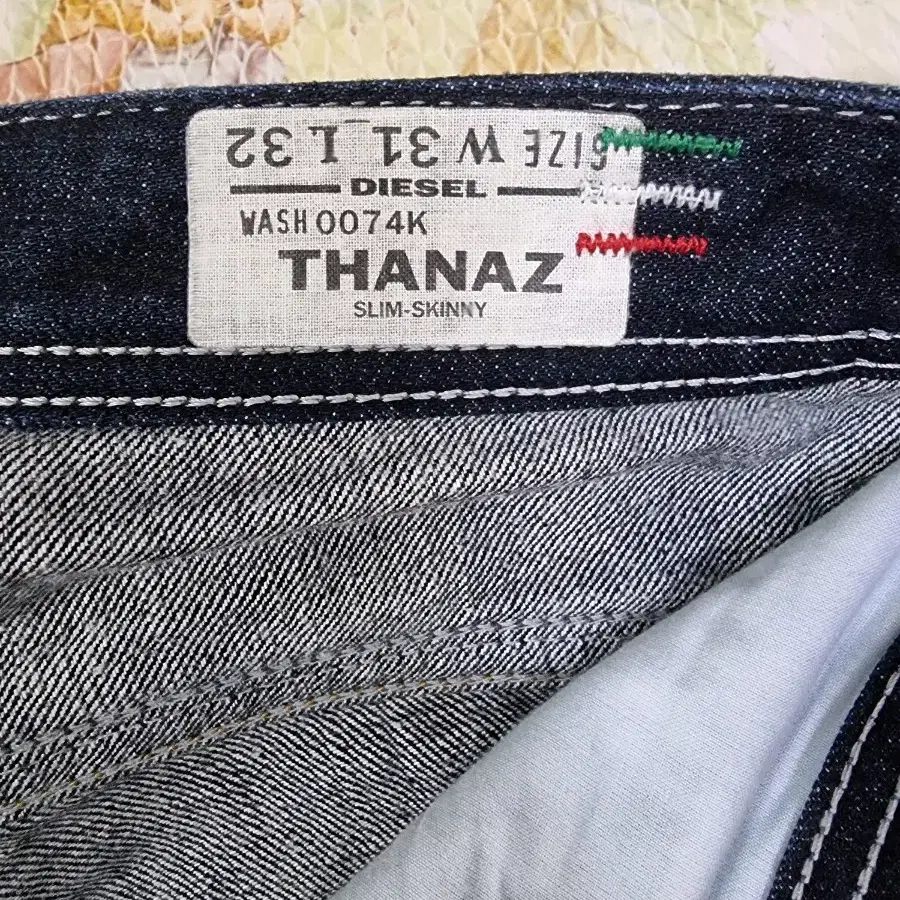 SIZE W 31 L 32
DIESEL
WASH 0074K
THANAZ
SLIM-SKINNY